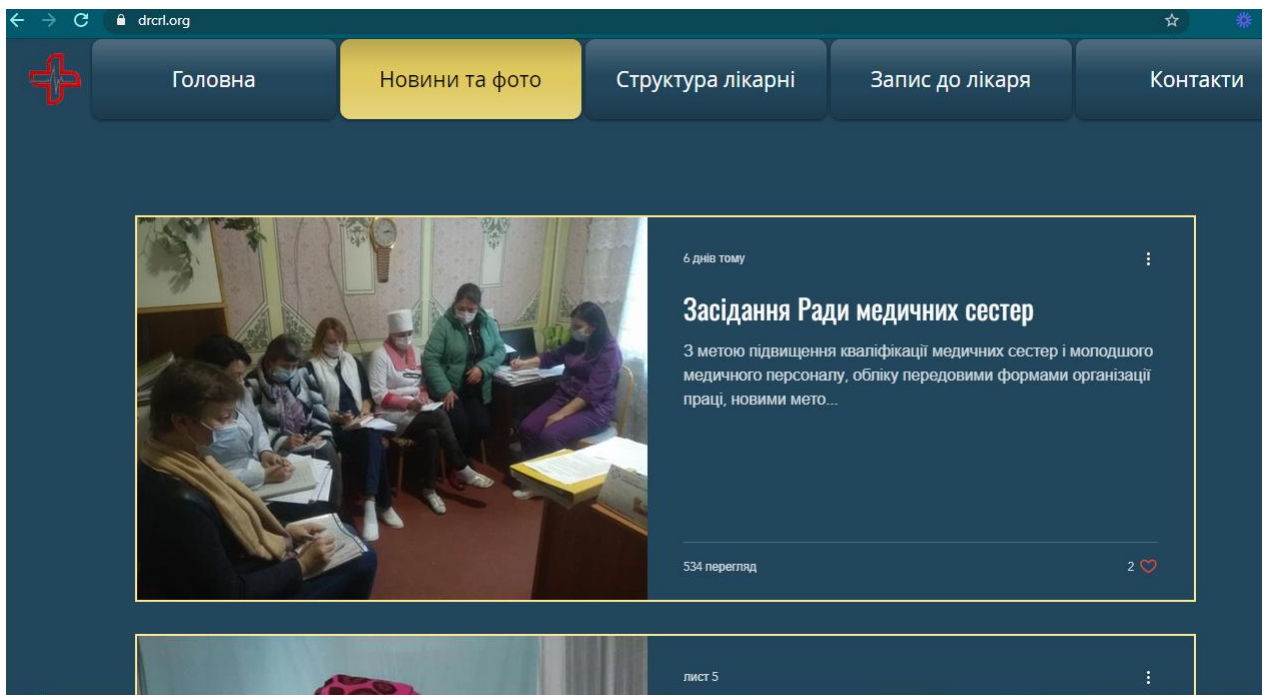 drcrl.org
Головна
Новини та фото
Структура лікарні
Запис до лікаря
Контакти
6 днів тому
Засідання Ради медичних сестер
З метою підвищення кваліфікації медичних сестер і молодшого
медичного персоналу, обліку передовими формами організації
праці, новими мето...
534 перегляд
2
лист 5